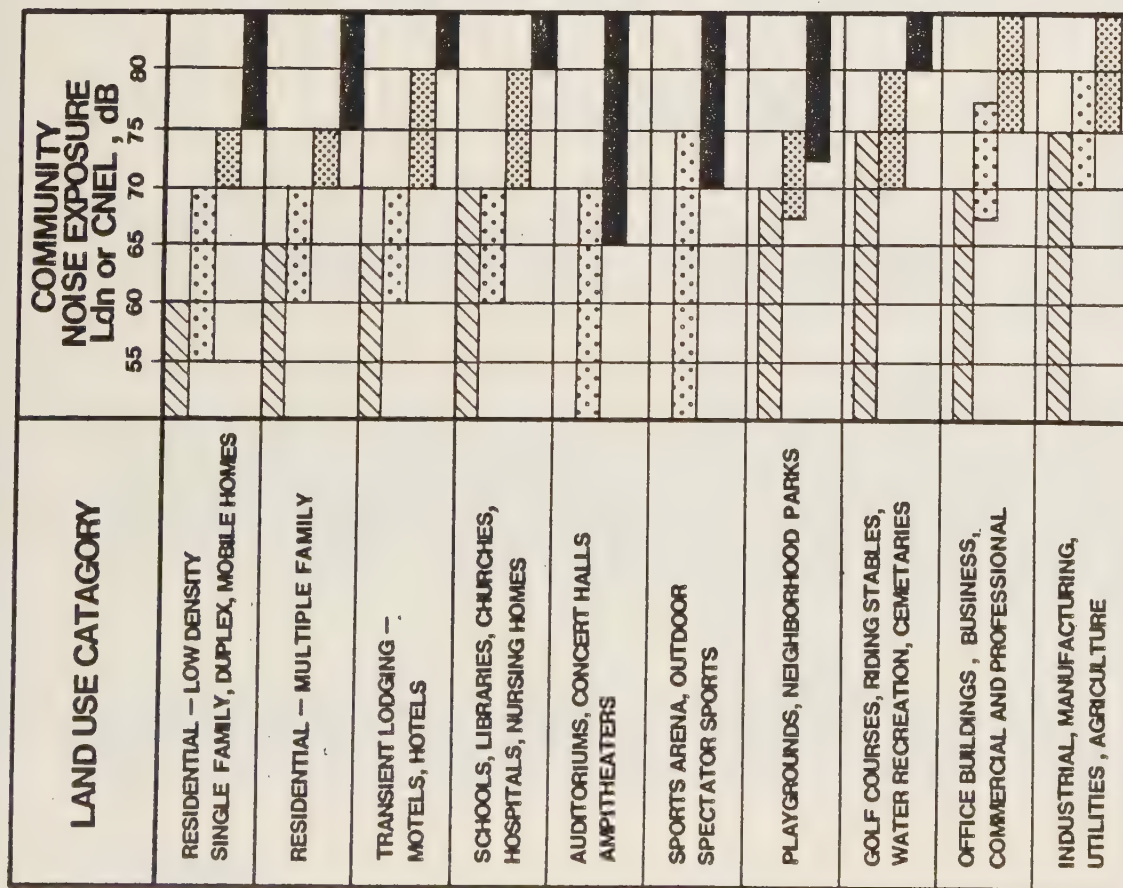 LAND USE CATAGORY
COMMUNITY
NOISE EXPOSURE
Ldn or CNEL, dB
55 60 65 70 75 80
RESIDENTIAL — LOW DENSITY
SINGLE FAMILY, DUPLEX, MOBILE HOMES
RESIDENTIAL — MULTIPLE FAMILY
TRANSIENT LODGING —
MOTELS, HOTELS
SCHOOLS, LIBRARIES, CHURCHES,
HOSPITALS, NURSING HOMES
AUDITORIUMS, CONCERT HALLS
AMPITHEATERS
SPORTS ARENA, OUTDOOR
SPECTATOR SPORTS
PLAYGROUNDS, NEIGHBORHOOD PARKS
GOLF COURSES, RIDING STABLES,
WATER RECREATION, CEMETARIES
OFFICE BUILDINGS, BUSINESS,
COMMERCIAL AND PROFESSIONAL
INDUSTRIAL, MANUFACTURING,
UTILITIES, AGRICULTURE